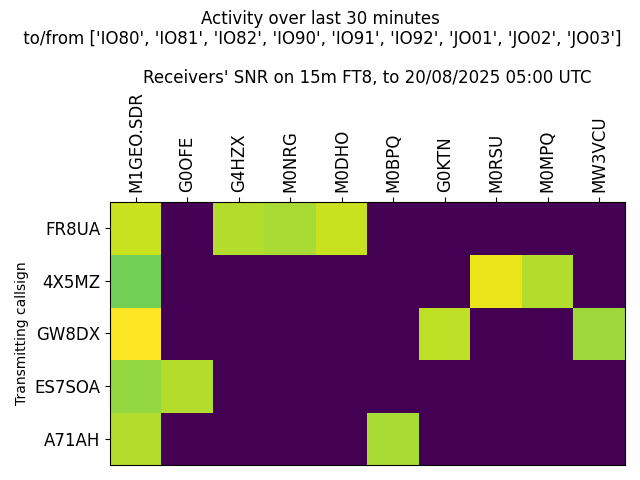 Activity over last 30 minutes
to/from ['IO80', 'IO81', 'IO82', 'IO90', 'IO91', 'IO92', 'JO01', 'JO02', 'JO03']
Receivers' SNR on 15m FT8, to 20/08/2025 05:00 UTC
M1GEO.SDR
G0OFE
G4HZX
M0NRG
M0DHO
M0BPQ
G0KTN
M0RSU
M0MPQ
MW3VCU
Transmitting callsign
FR8UA
4X5MZ
GW8DX
ES7SOA
A71AH